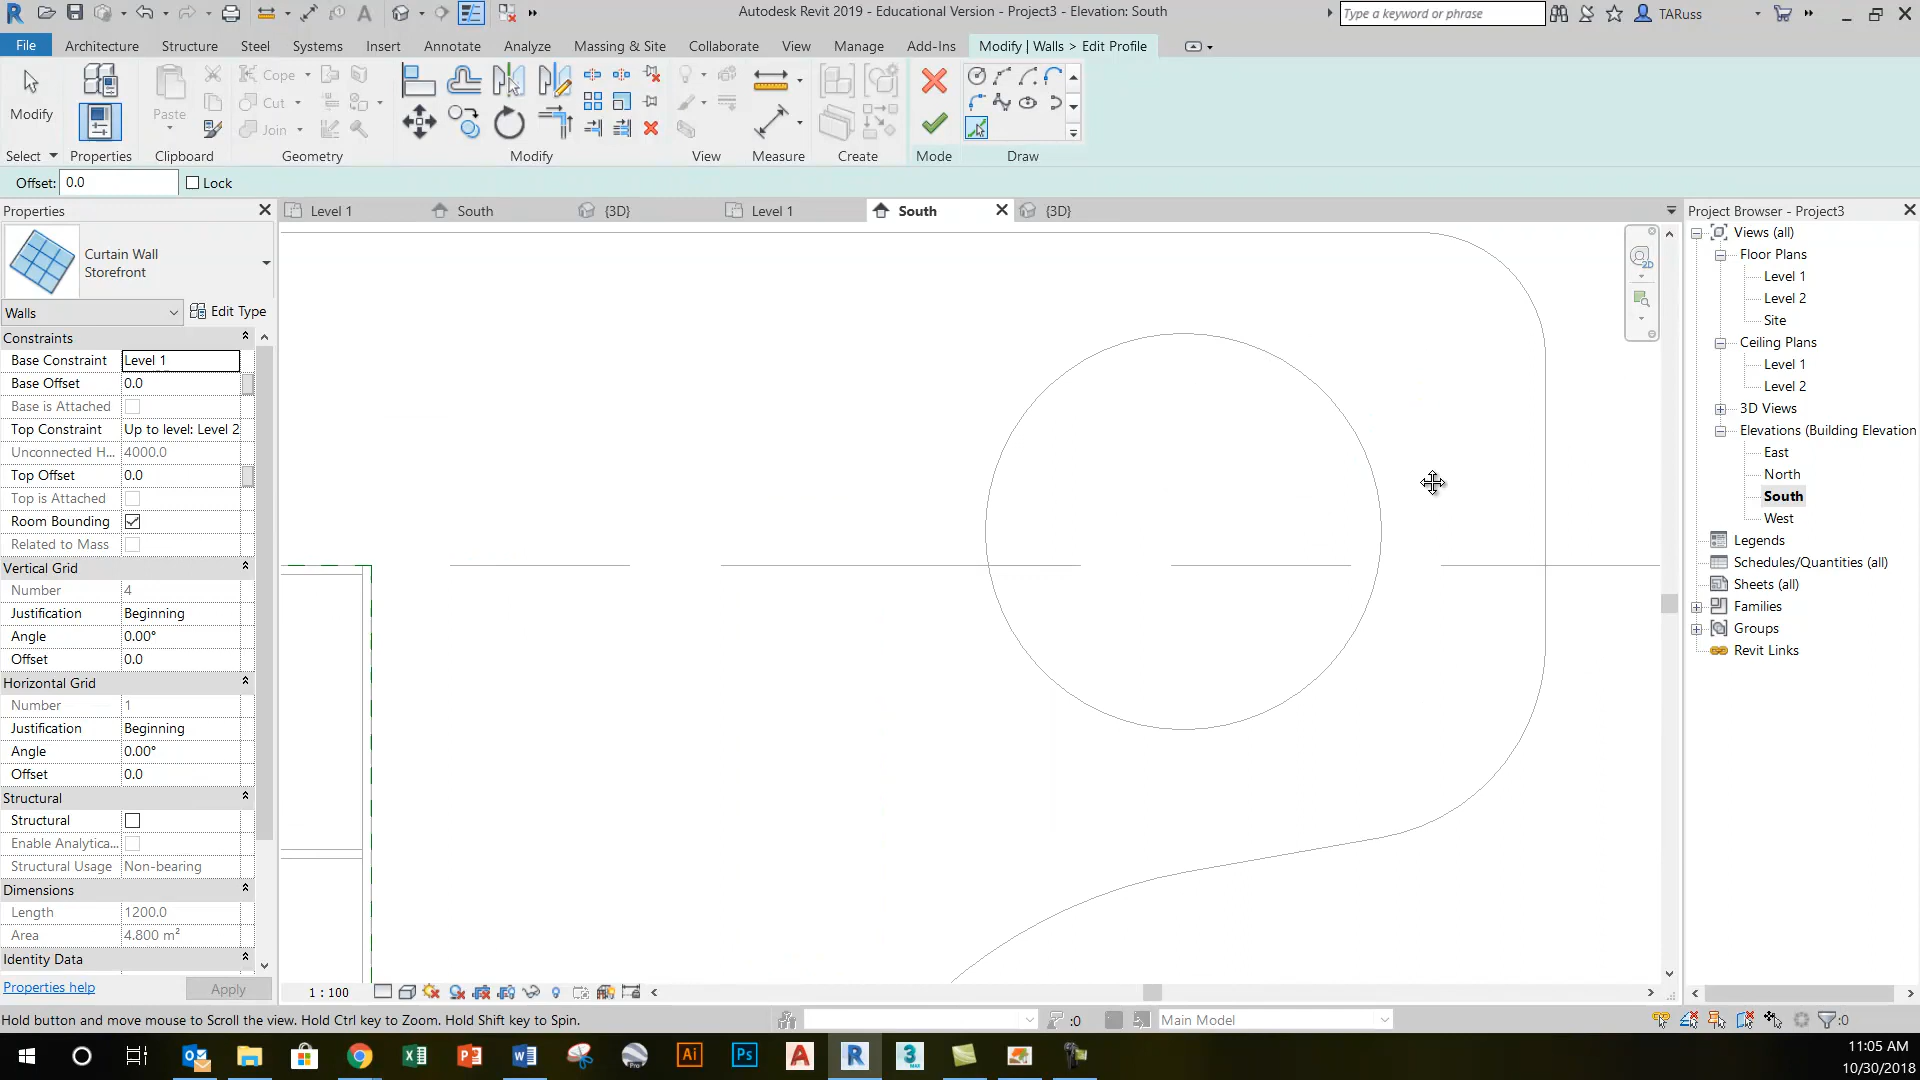 Autodesk Revit 2019 - Educational Version - Project3 - Elevation: South
Type a keyword or phrase
TARuss
File
Architecture
Structure
Steel
Systems
Insert
Annotate
Analyze
Massing & Site
Collaborate
View
Manage
Add-Ins
Modify | Walls > Edit Profile
Modify
Paste
Cope
Cut
Join
Select
Properties
Clipboard
Geometry
Modify
View
Measure
Create
Mode
Draw
Offset: 0.0
Lock
Properties
Curtain Wall
Storefront
Walls
Edit Type
Constraints
Base Constraint Level 1
Base Offset 0.0
Base is Attached
Top Constraint Up to level: Level 2
Unconnected H... 4000.0
Top Offset 0.0
Top is Attached
Room Bounding
Related to Mass
Vertical Grid
Number 4
Justification Beginning
Angle 0.00°
Offset 0.0
Horizontal Grid
Number 1
Justification Beginning
Angle 0.00°
Offset 0.0
Structural
Structural
Enable Analytica...
Structural Usage Non-bearing
Dimensions
Length 1200.0
Area 4.800 m²
Identity Data
Properties help
Apply
Level 1
South
{3D}
Level 1
South
{3D}
2D
1 : 100
Project Browser - Project3
Views (all)
Floor Plans
Level 1
Level 2
Site
Ceiling Plans
Level 1
Level 2
3D Views
Elevations (Building Elevation
East
North
South
West
Legends
Schedules/Quantities (all)
Sheets (all)
Families
Groups
Revit Links
Hold button and move mouse to Scroll the view. Hold Ctrl key to Zoom. Hold Shift key to Spin.
:0
Main Model
:0
11:05 AM
10/30/2018